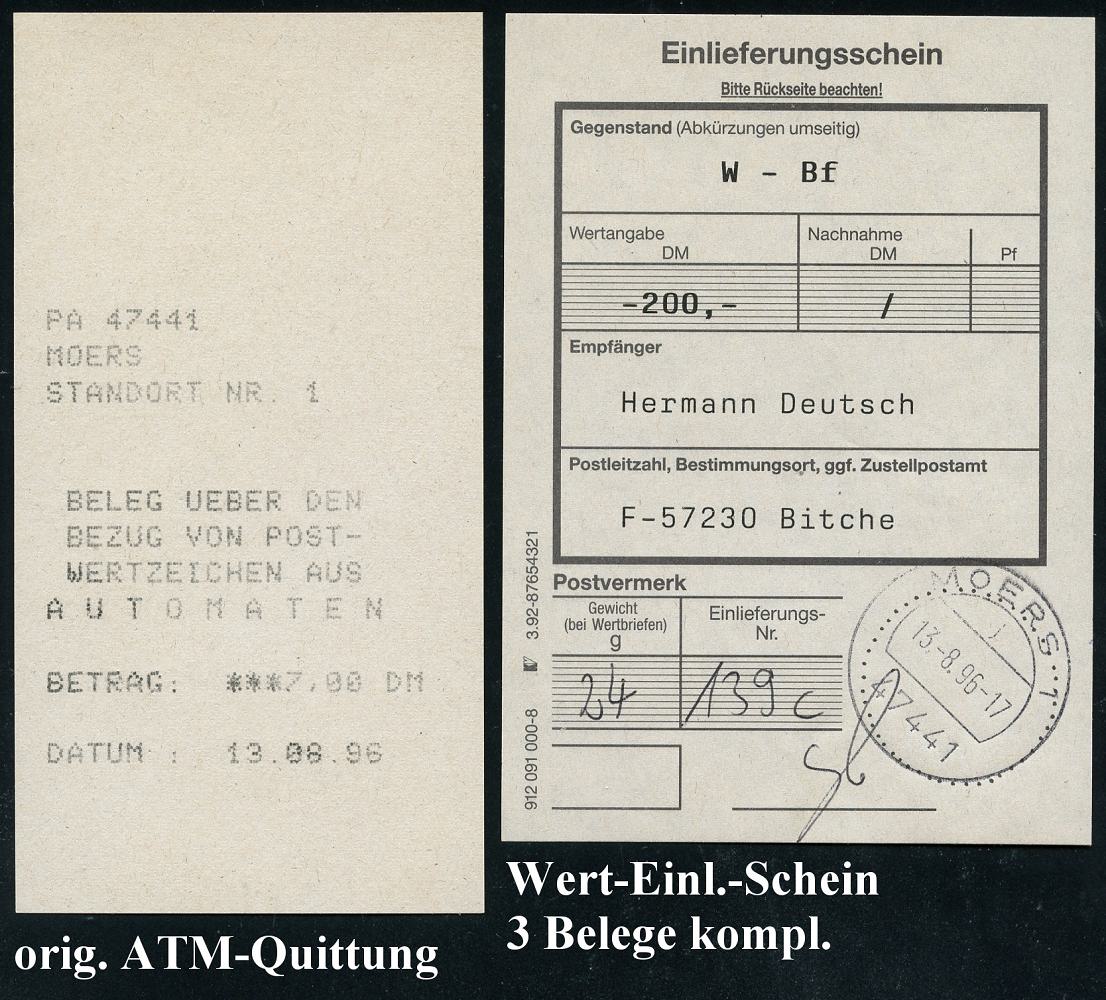 PA 47441
MOERS
STANDORT NR. 1
BELEG UEBER DEN
BEZUG VON POST-
WERTZEICHEN AUS
A U T O M A T E N
BETRAG: ***7,00 DM
DATUM : 13.08.96
orig. ATM-Quittung
Einlieferungsschein
Bitte Rückseite beachten!
Gegenstand (Abkürzungen umseitig)
W - Bf
Wertangabe
DM
Nachnahme
DM
Pf
-200,-
/
Empfänger
Hermann Deutsch
Postleitzahl, Bestimmungsort, ggf. Zustellpostamt
F-57230 Bitche
Postvermerk
Gewicht
(bei Wertbriefen)
g
Einlieferungs-
Nr.
24
139 c
MOERS 1
13.-8.96-17
47441
912 091 000-8
3.92-87654321
Wert-Einl.-Schein
3 Belege kompl.